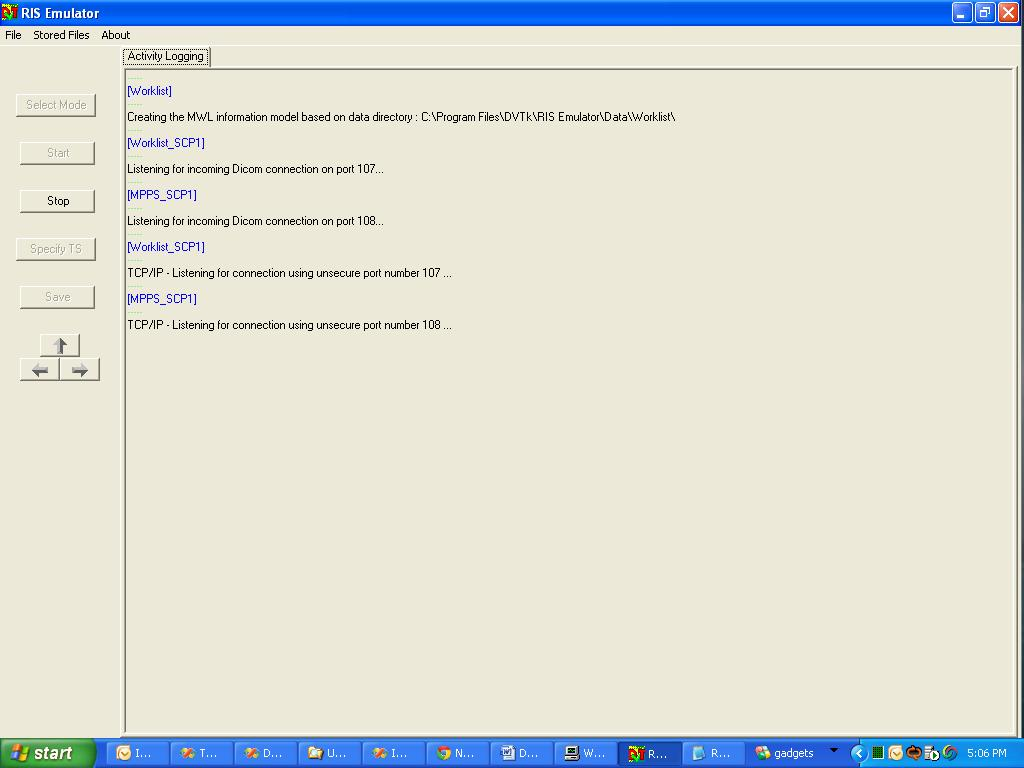 RIS Emulator
File Stored Files About
Activity Logging
-----
[Worklist]
-----
Creating the MWL information model based on data directory : C:\Program Files\DVTk\RIS Emulator\Data\Worklist\
-----
[Worklist_SCP1]
-----
Listening for incoming Dicom connection on port 107...
-----
[MPPS_SCP1]
-----
Listening for incoming Dicom connection on port 108...
-----
[Worklist_SCP1]
-----
TCP/IP - Listening for connection using unsecure port number 107 ...
-----
[MPPS_SCP1]
-----
TCP/IP - Listening for connection using unsecure port number 108 ...
Select Mode
Start
Stop
Specify TS
Save
start I... T... D... U... I... N... D... W... R... R... gadgets 5:06 PM